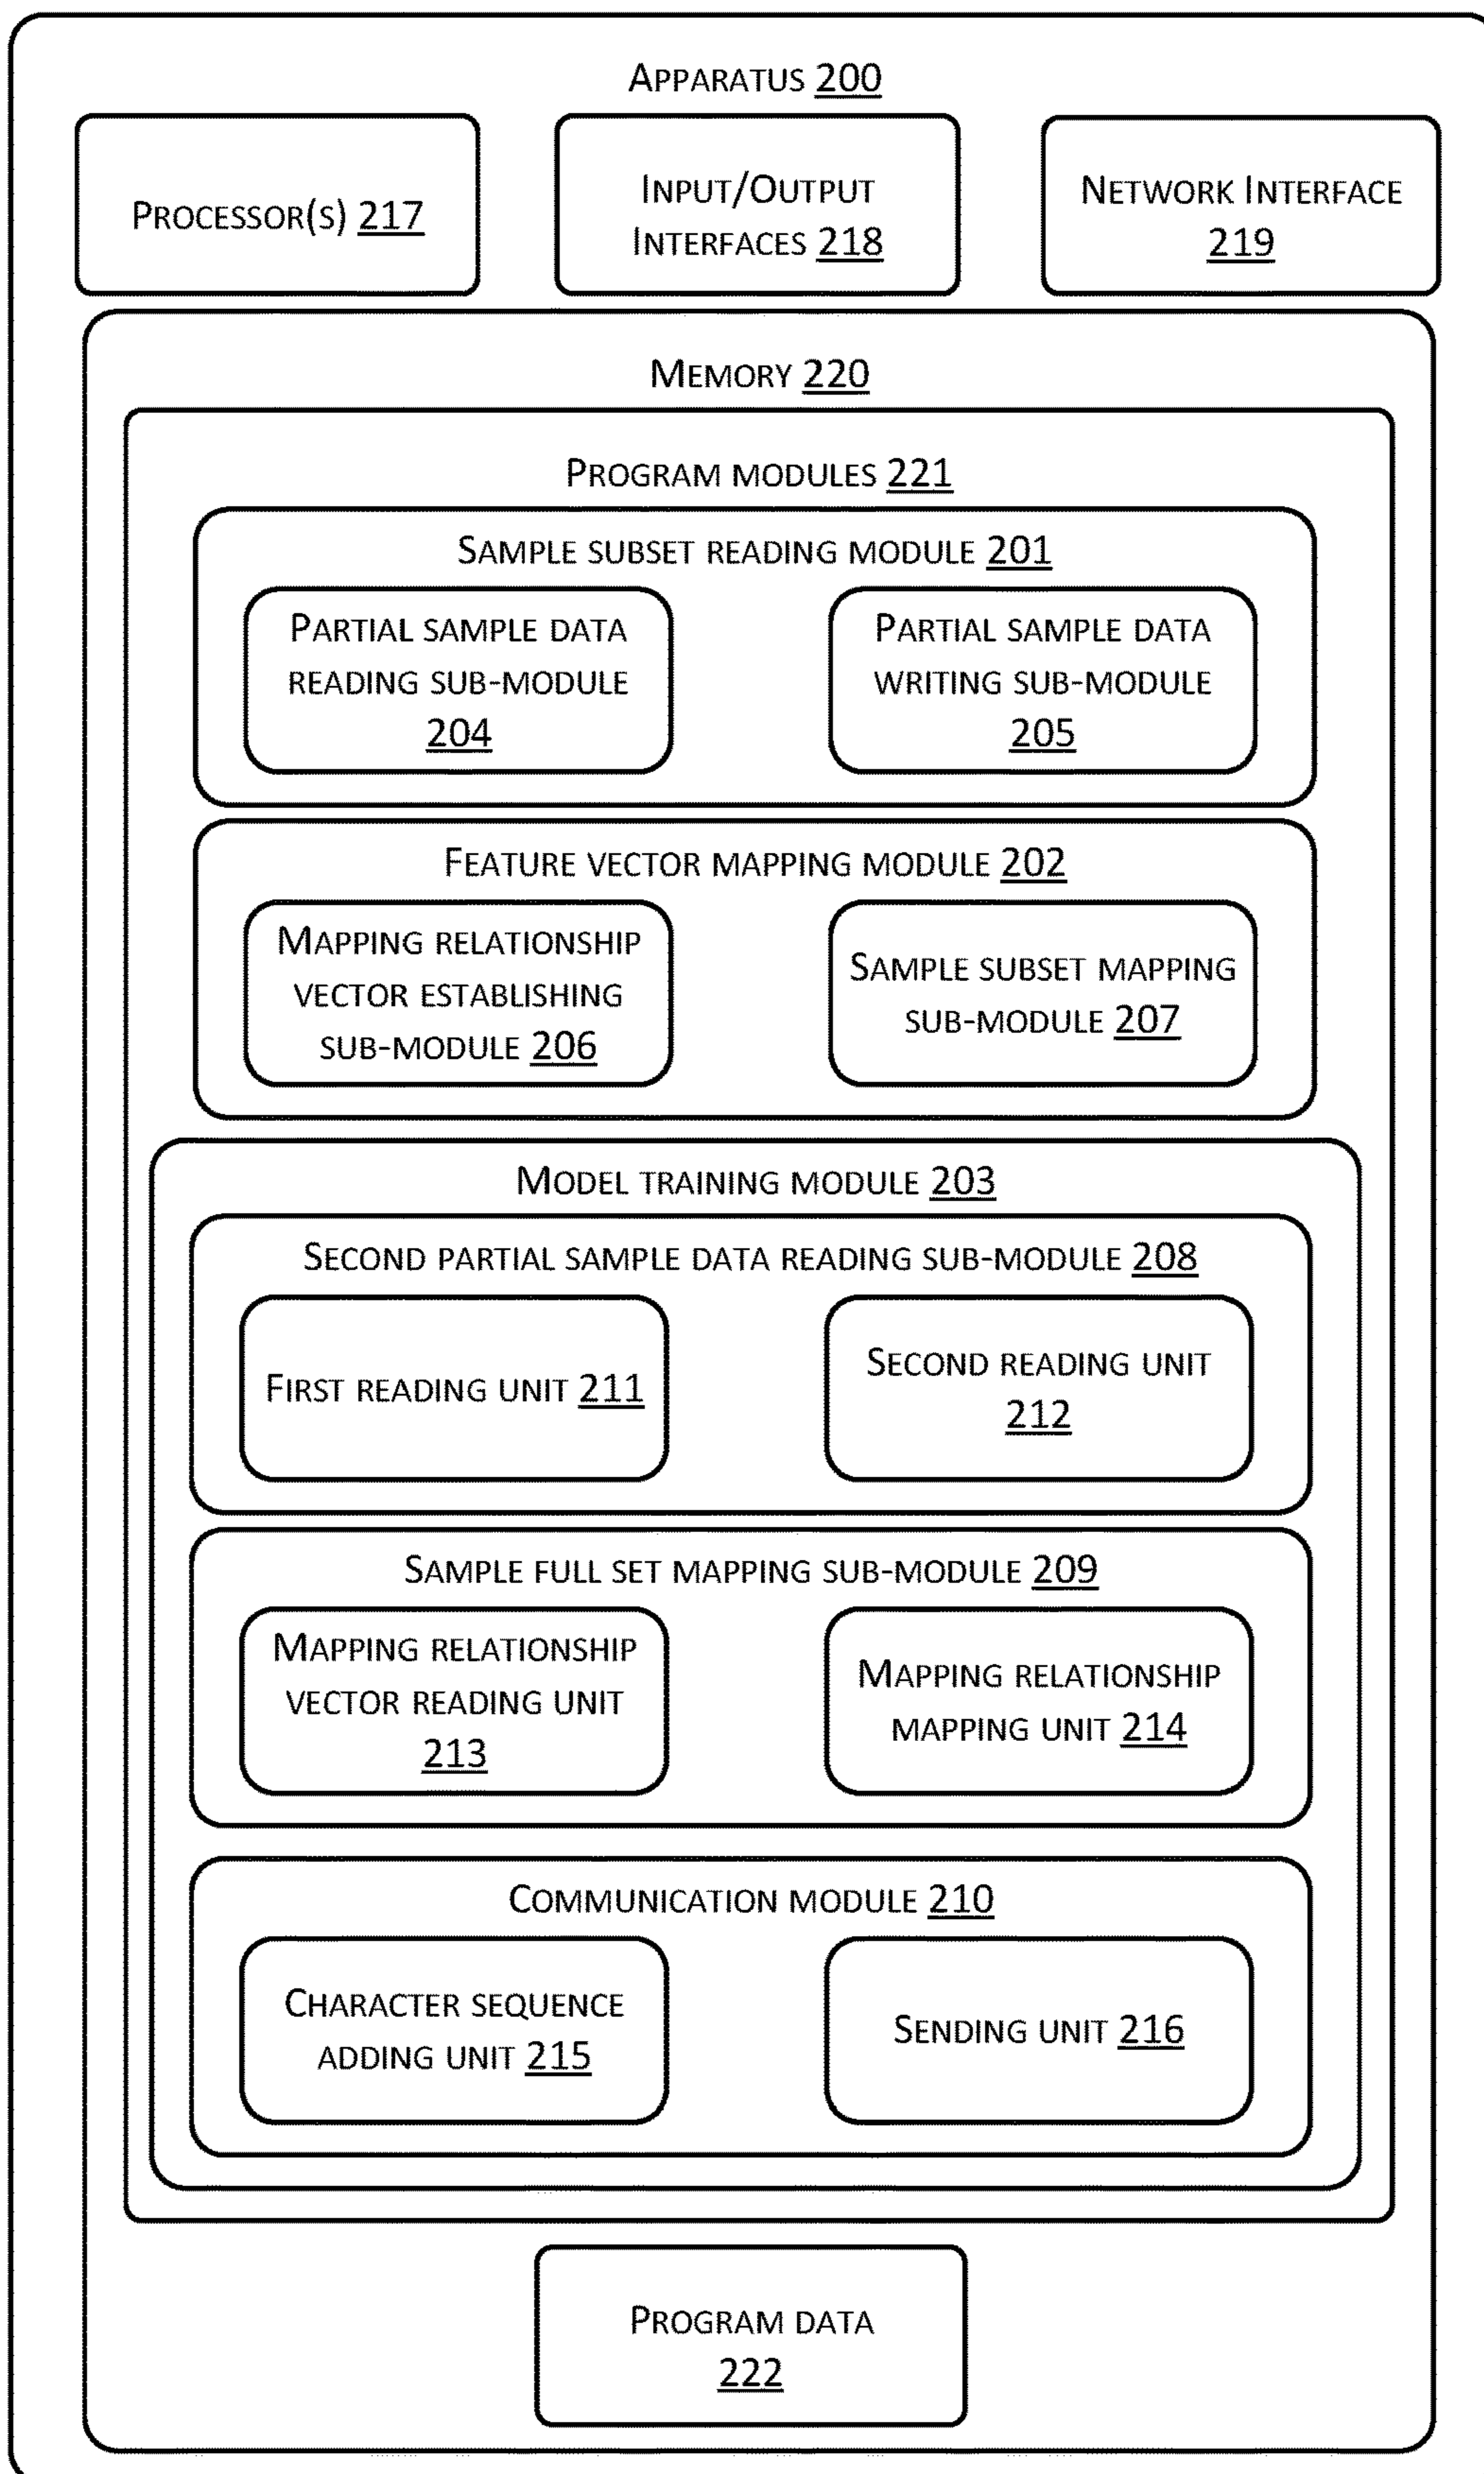 Apparatus 200
Processor(s) 217
Input/Output
Interfaces 218
Network Interface
219
Memory 220
Program modules 221
Sample subset reading module 201
Partial sample data
reading sub-module
204
Partial sample data
writing sub-module
205
Feature vector mapping module 202
Mapping relationship
vector establishing
sub-module 206
Sample subset mapping
sub-module 207
Model training module 203
Second partial sample data reading sub-module 208
First reading unit 211
Second reading unit
212
Sample full set mapping sub-module 209
Mapping relationship
vector reading unit
213
Mapping relationship
mapping unit 214
Communication module 210
Character sequence
adding unit 215
Sending unit 216
Program data
222